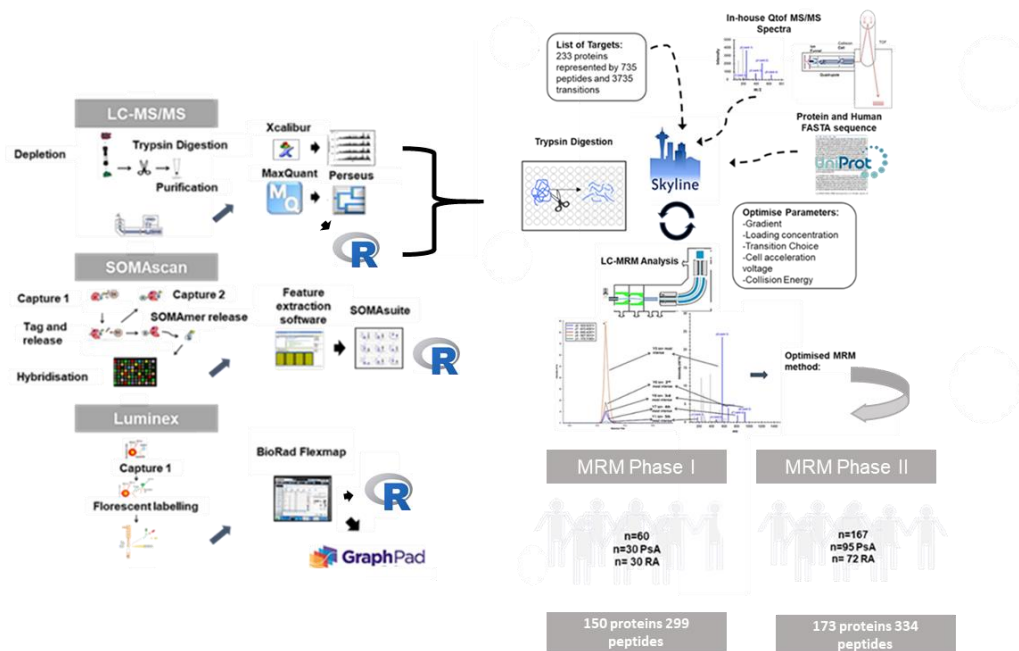 LC-MS/MS
Depletion
Trypsin Digestion
Purification
Xcalibur
MaxQuant
Perseus
MQ
R
SOMAscan
Capture 1
Capture 2
SOMAmer release
Tag and
release
Hybridisation
Feature
extraction
software
SOMAsuite
R
Luminex
Capture 1
Florescent labelling
BioRad Flexmap
R
GraphPad
List of Targets:
233 proteins
represented by 735
peptides and 3735
transitions
In-house Qtof MS/MS
Spectra
Protein and Human
FASTA sequence
UniProt
Trypsin Digestion
Skyline
Optimise Parameters:
-Gradient
-Loading concentration
-Transition Choice
-Cell acceleration
voltage
-Collision Energy
LC-MRM Analysis
Optimised MRM
method:
MRM Phase I
n=60
n=30 PsA
n= 30 RA
150 proteins 299
peptides
MRM Phase II
n=167
n=95 PsA
n= 72 RA
173 proteins 334
peptides